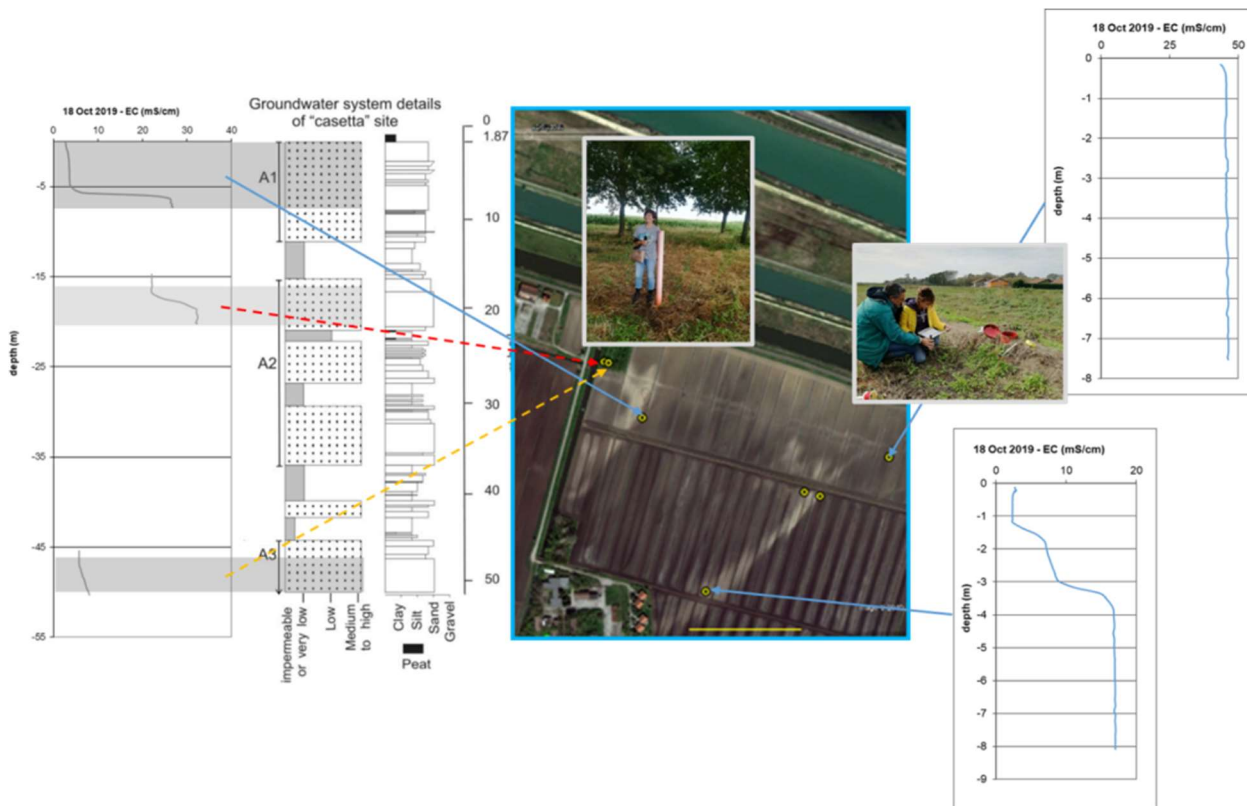 18 Oct 2019 - EC (mS/cm)
0 10 20 30 40
-5
-15
-25
-35
-45
-55
depth (m)
Groundwater system details
of "casetta" site
A1
A2
A3
impermeable
or very low
Low
Medium
to high
Clay
Silt
Sand
Gravel
Peat
0
1.87
10
20
30
40
50
18 Oct 2019 - EC (mS/cm)
0 25 50
0
-1
-2
-3
-4
-5
-6
-7
-8
depth (m)
18 Oct 2019 - EC (mS/cm)
0 10 20
0
-1
-2
-3
-4
-5
-6
-7
-8
-9
depth (m)